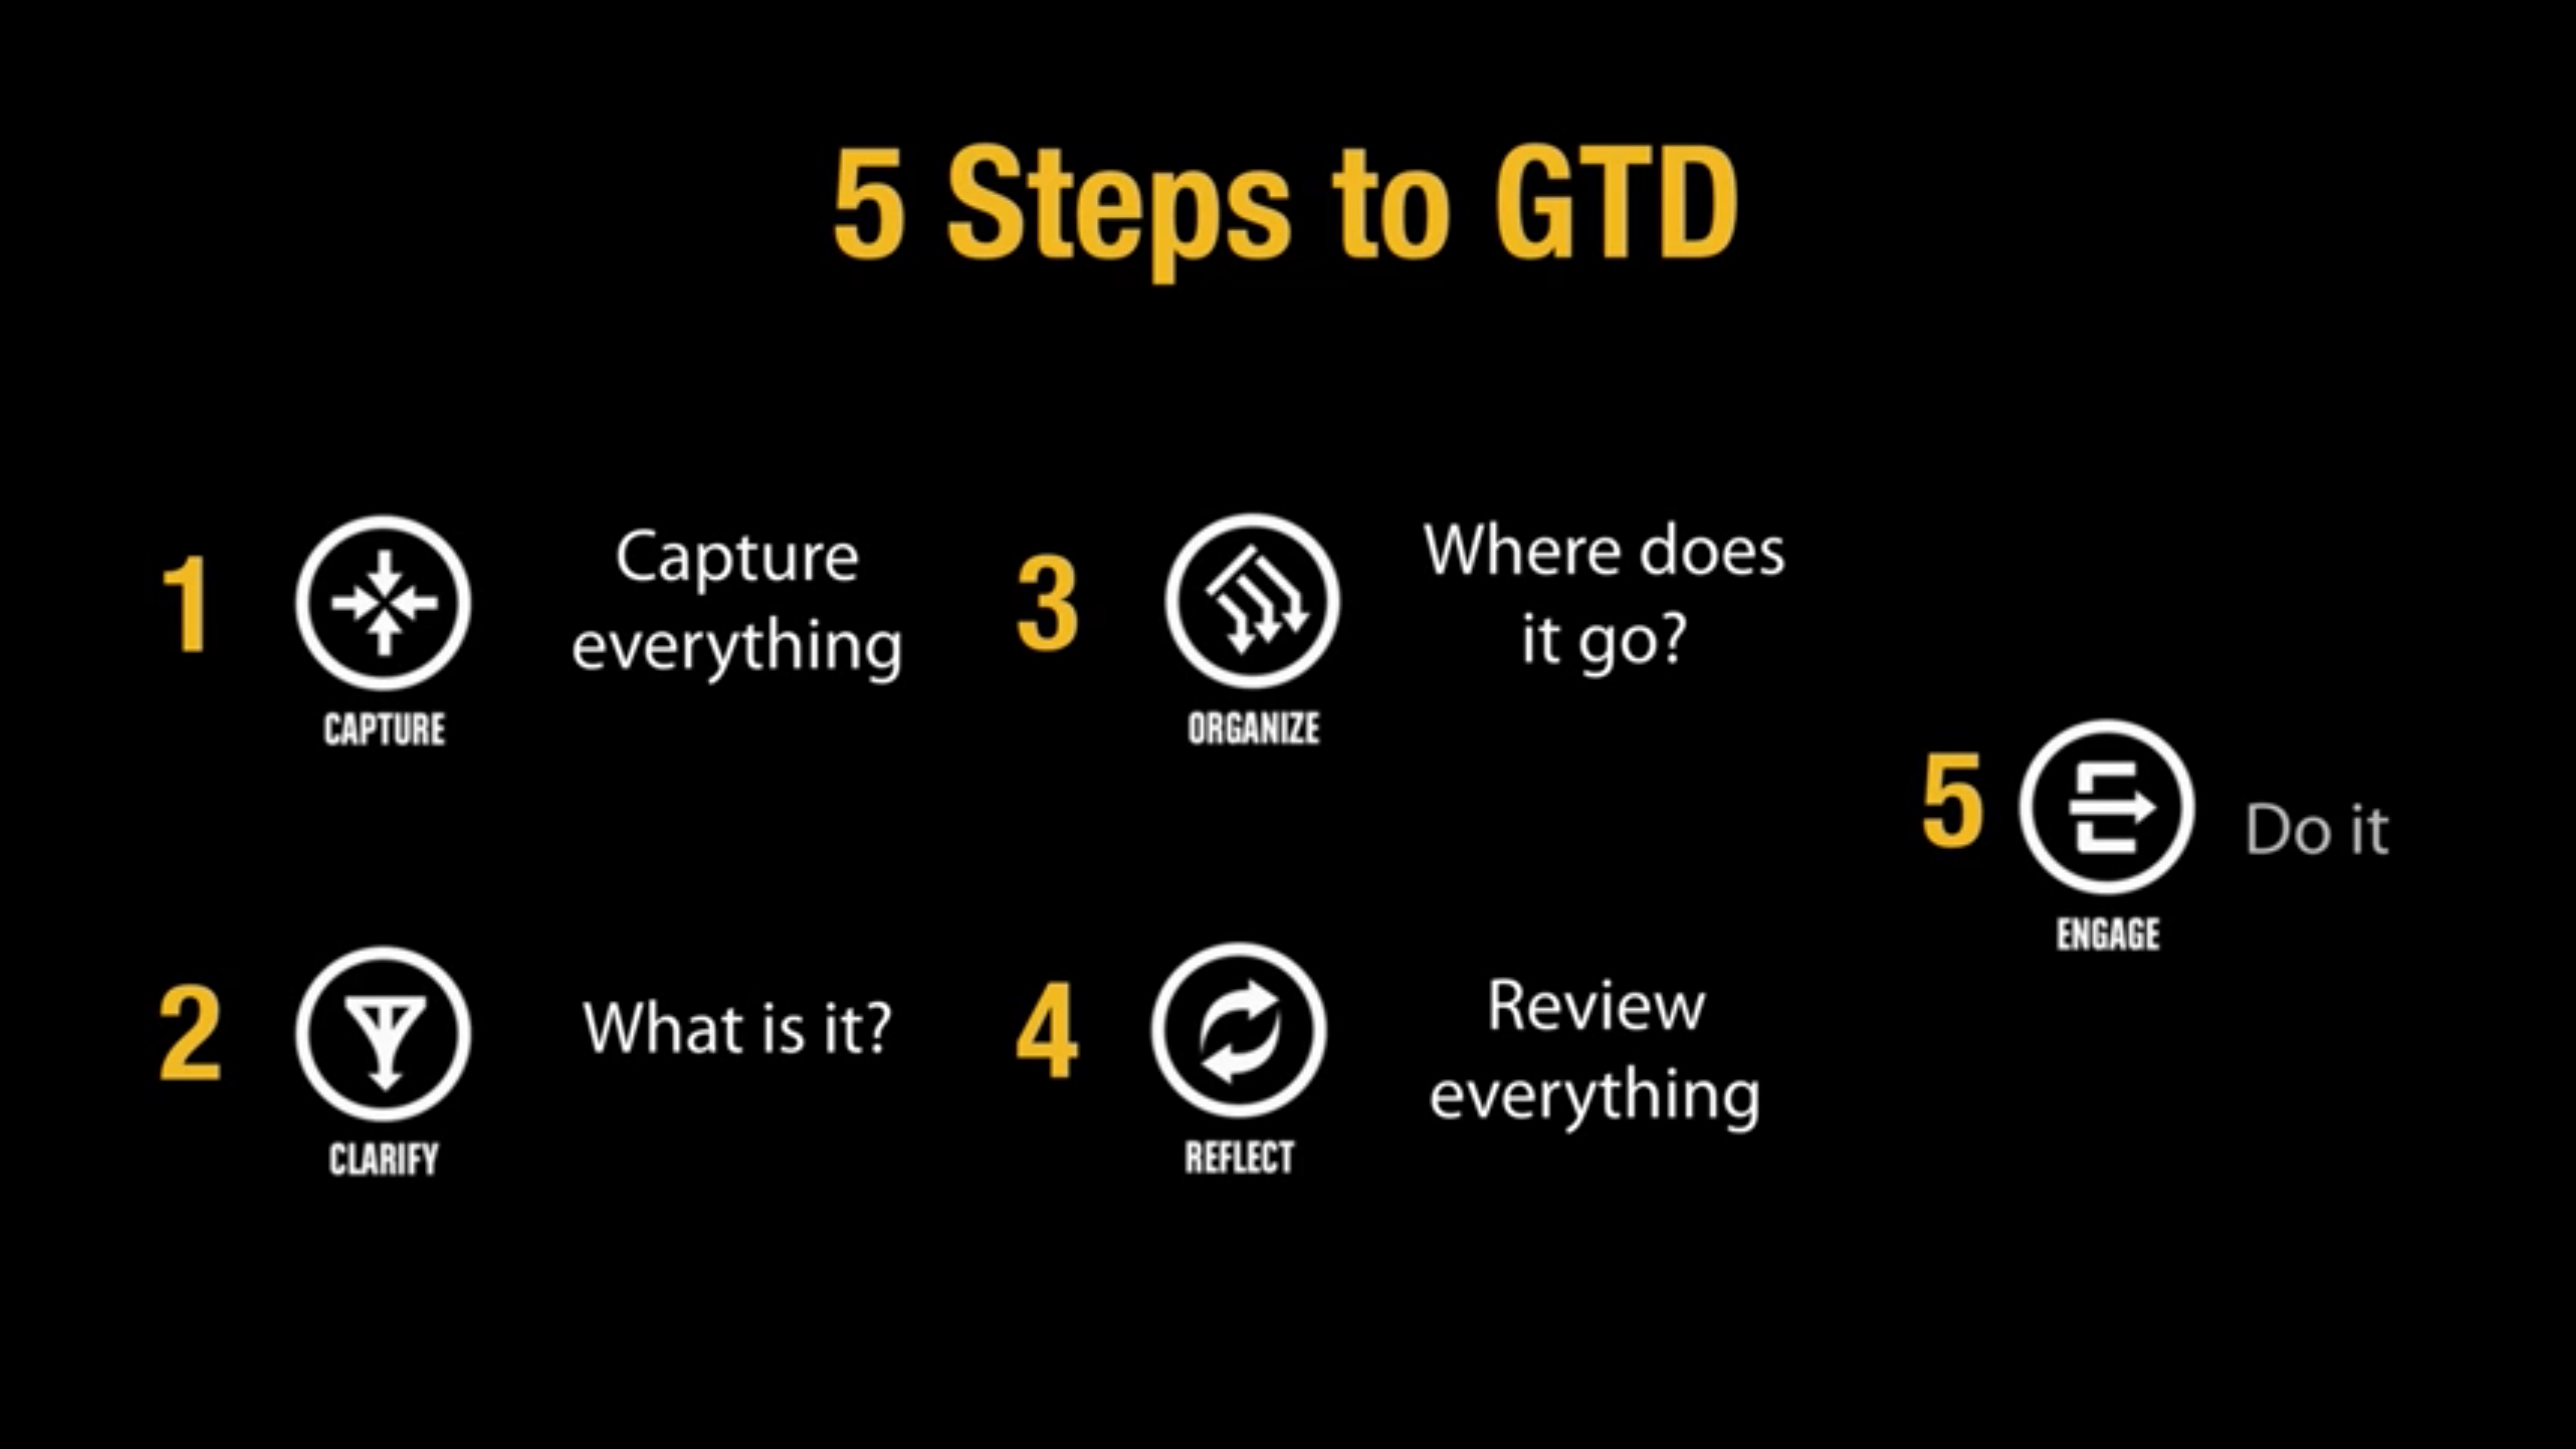 5 Steps to GTD
1
Capture
everything
CAPTURE
2
What is it?
CLARIFY
3
Where does
it go?
ORGANIZE
4
Review
everything
REFLECT
5
Do it
ENGAGE